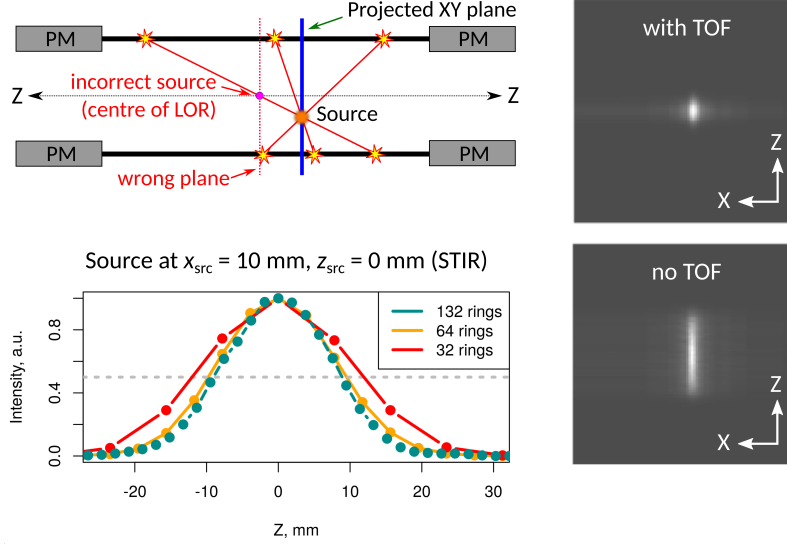 Projected XY plane
PM
PM
incorrect source
(centre of LOR)
Z
Z
Source
PM
PM
wrong plane
with TOF
Z
X
no TOF
Z
X
Source at xsrc = 10 mm, zsrc = 0 mm (STIR)
132 rings
64 rings
32 rings
Intensity, a.u.
0.8
0.4
0.0
-20
-10
0
10
20
30
Z, mm